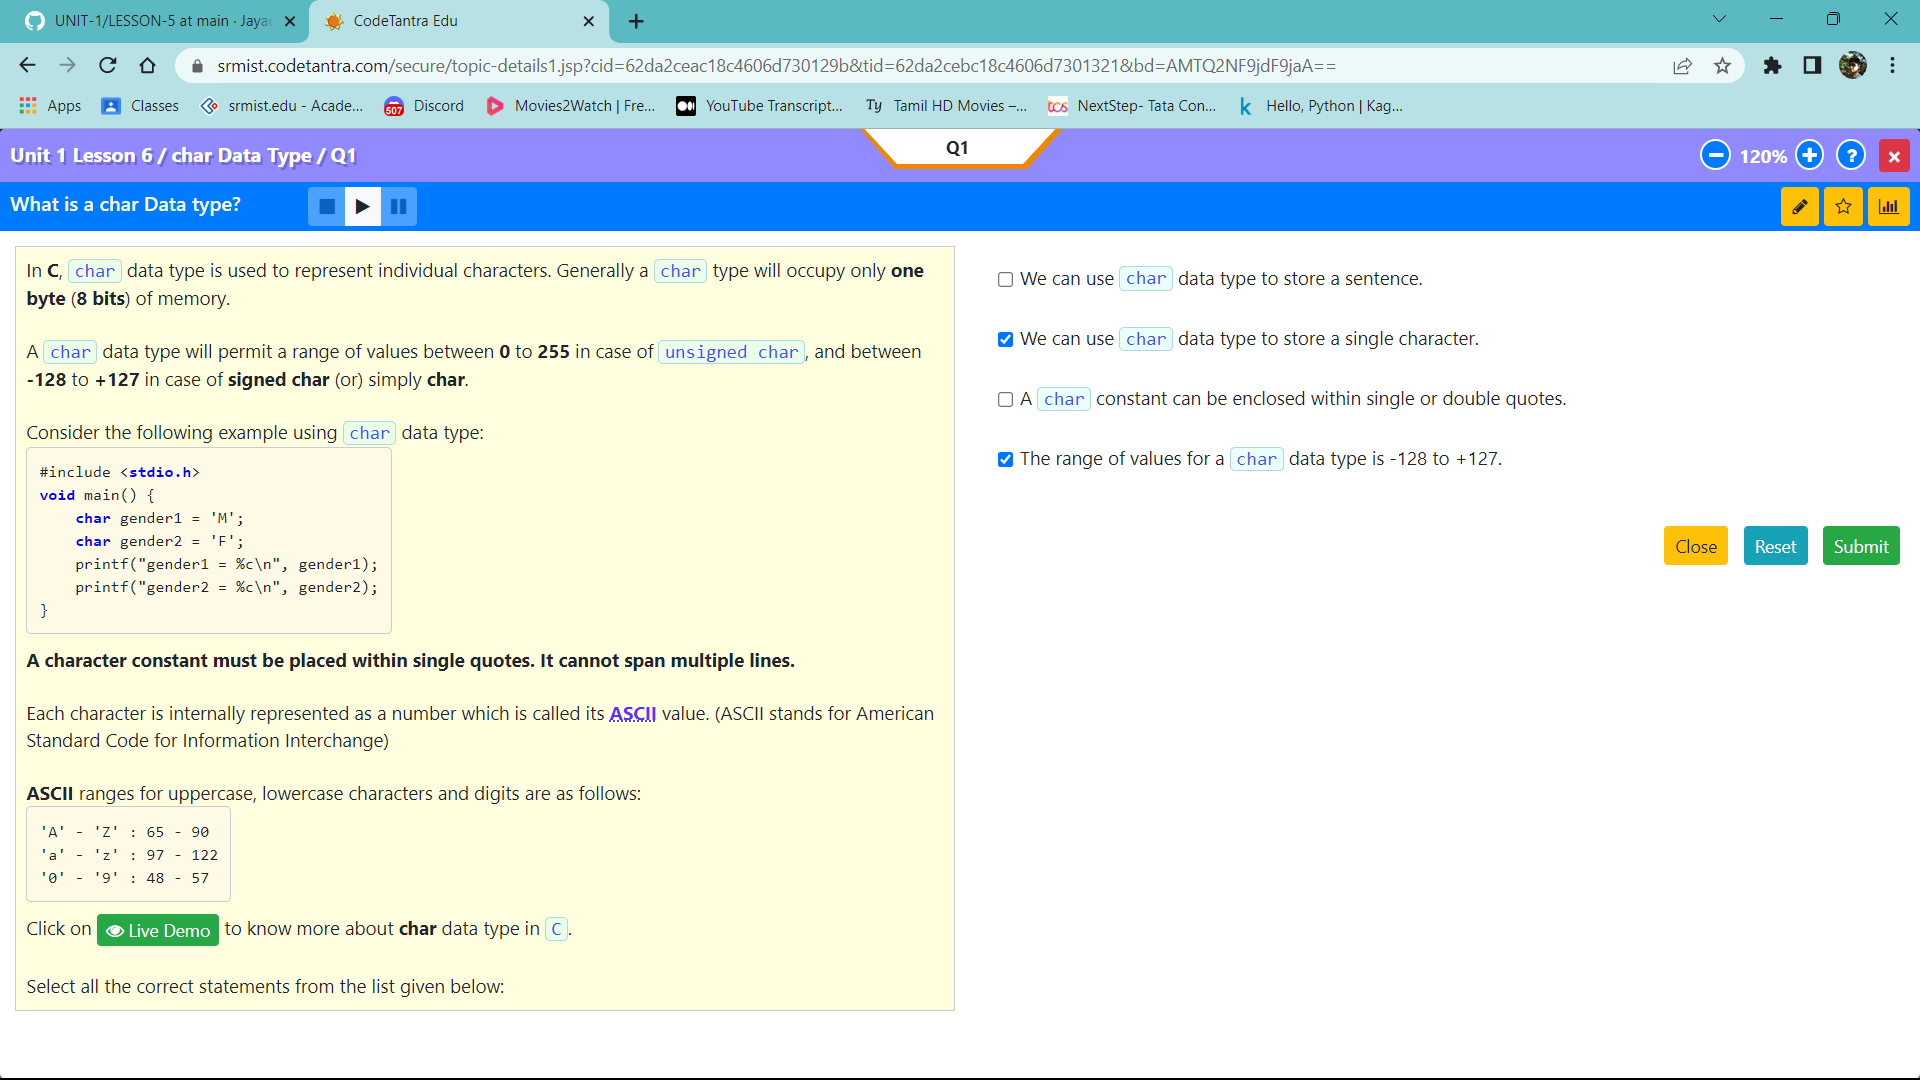 UNIT-1/LESSON-5 at main · Jayac
CodeTantra Edu
srmist.codetantra.com/secure/topic-details1.jsp?cid=62da2ceac18c4606d730129b&tid=62da2cebc18c4606d7301321&bd=AMTQ2NF9jdF9jaA==
Apps Classes srmist.edu - Acade... 507 Discord Movies2Watch | Fre... YouTube Transcript... Ty Tamil HD Movies –... tcs NextStep- Tata Con... k Hello, Python | Kag...
Unit 1 Lesson 6 / char Data Type / Q1
Q1
120%
?
What is a char Data type?
In C, char data type is used to represent individual characters. Generally a char type will occupy only one
byte (8 bits) of memory.
A char data type will permit a range of values between 0 to 255 in case of unsigned char, and between
-128 to +127 in case of signed char (or) simply char.
Consider the following example using char data type:
#include <stdio.h>
void main() {
    char gender1 = 'M';
    char gender2 = 'F';
    printf("gender1 = %c\n", gender1);
    printf("gender2 = %c\n", gender2);
}
A character constant must be placed within single quotes. It cannot span multiple lines.
Each character is internally represented as a number which is called its ASCII value. (ASCII stands for American
Standard Code for Information Interchange)
ASCII ranges for uppercase, lowercase characters and digits are as follows:
'A' - 'Z' : 65 - 90
'a' - 'z' : 97 - 122
'0' - '9' : 48 - 57
Click on Live Demo to know more about char data type in C.
Select all the correct statements from the list given below:
We can use char data type to store a sentence.
We can use char data type to store a single character.
A char constant can be enclosed within single or double quotes.
The range of values for a char data type is -128 to +127.
Close Reset Submit